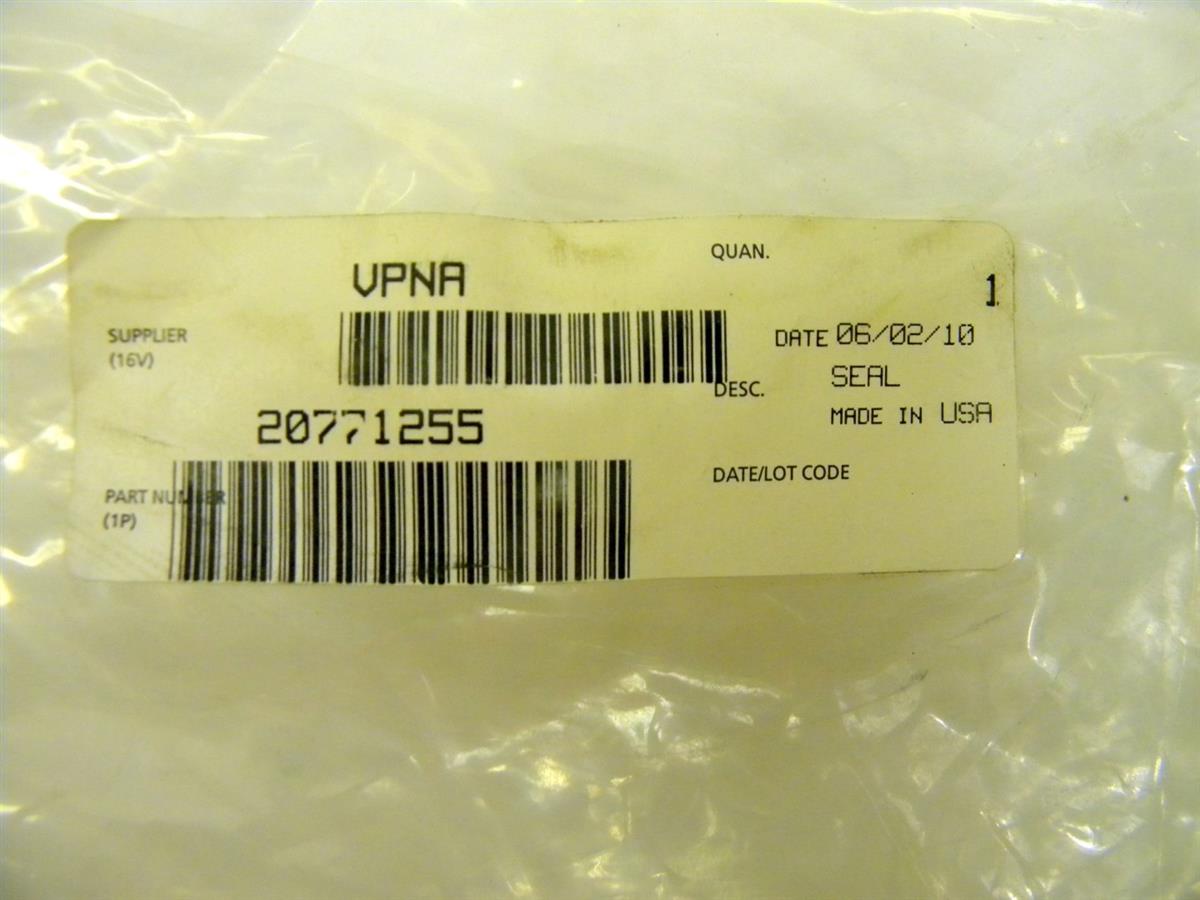 VPNA
QUAN.
1
SUPPLIER
(16V)
DATE 06/02/10
DESC. SEAL
MADE IN USA
20771255
DATE/LOT CODE
PART NUMBER
(1P)